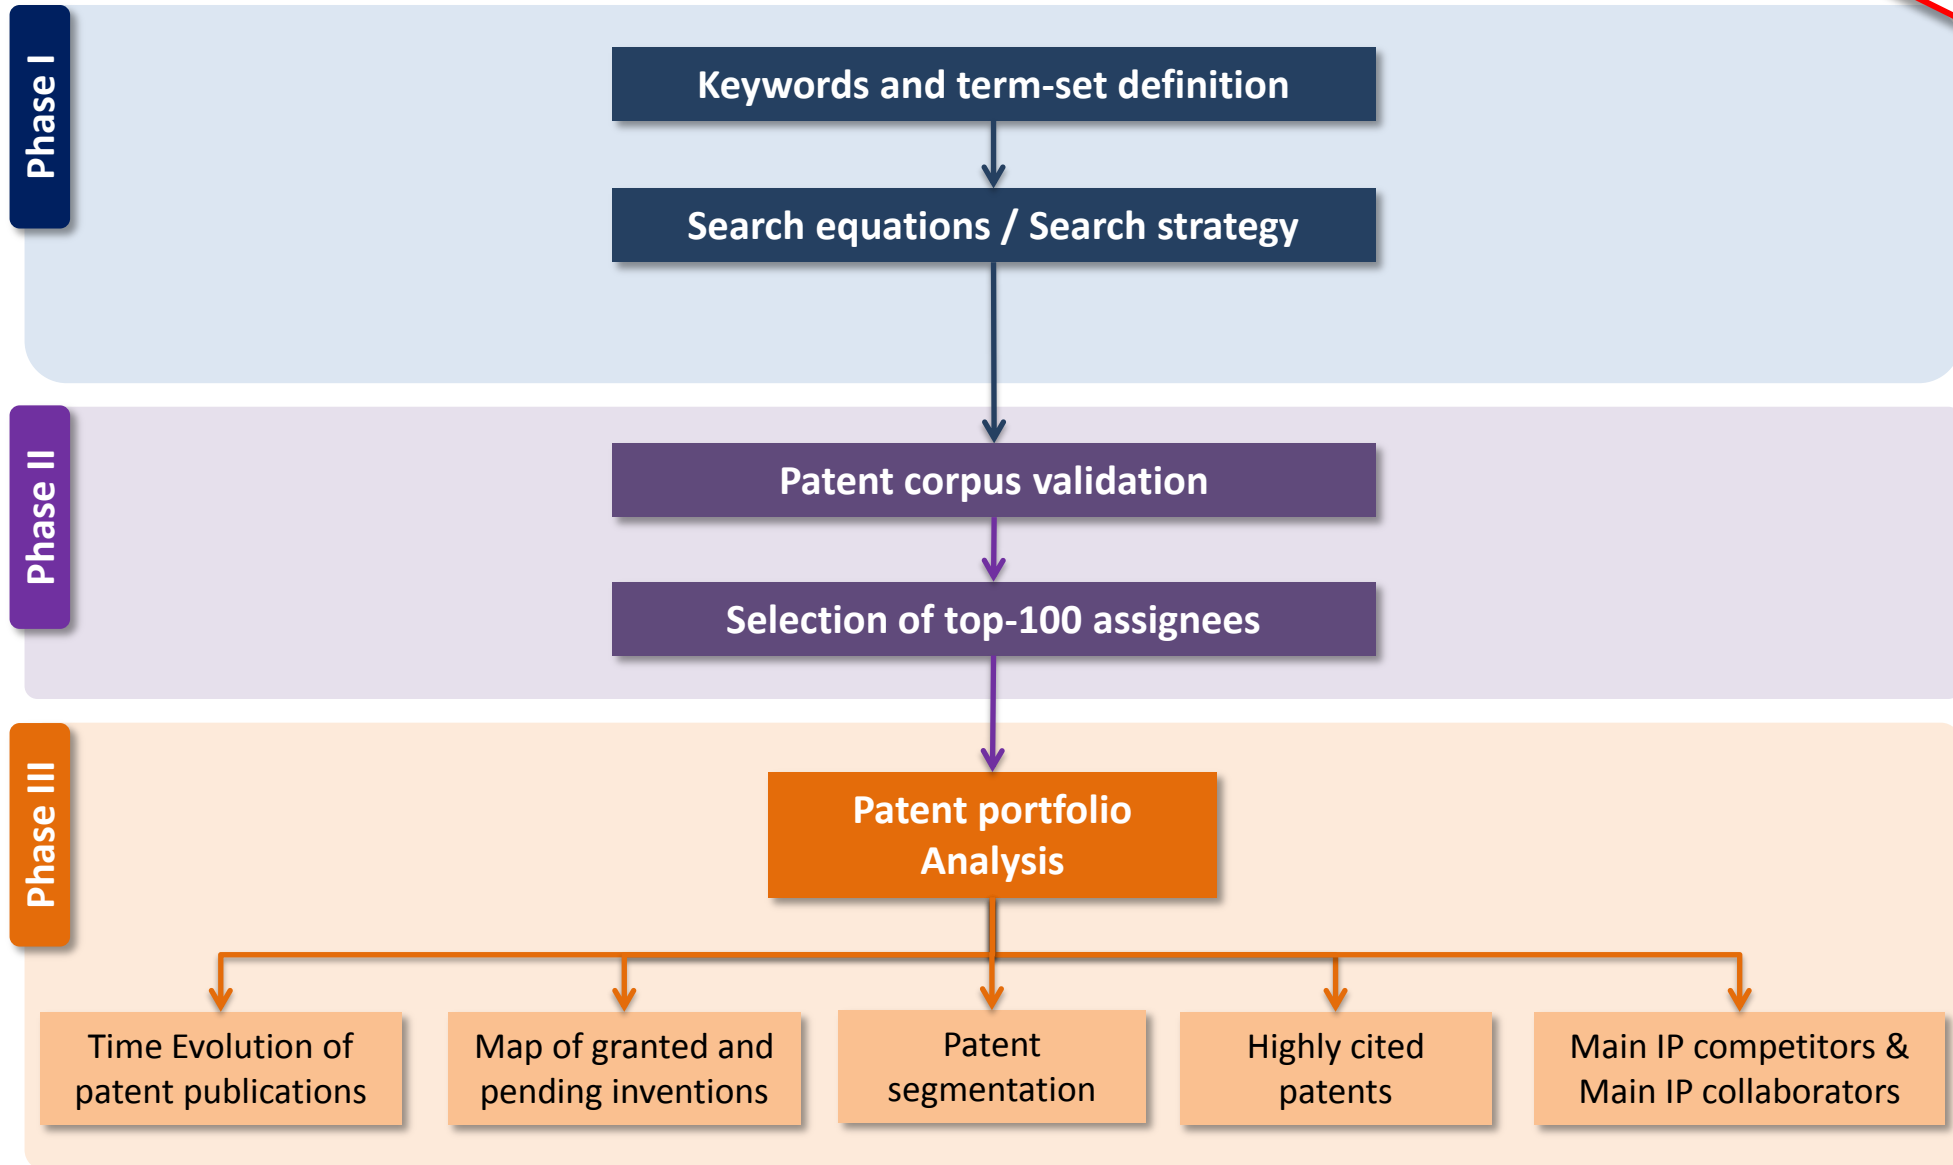 Phase I
Keywords and term-set definition
Search equations / Search strategy
Phase II
Patent corpus validation
Selection of top-100 assignees
Phase III
Patent portfolio
Analysis
Time Evolution of
patent publications
Map of granted and
pending inventions
Patent
segmentation
Highly cited
patents
Main IP competitors &
Main IP collaborators